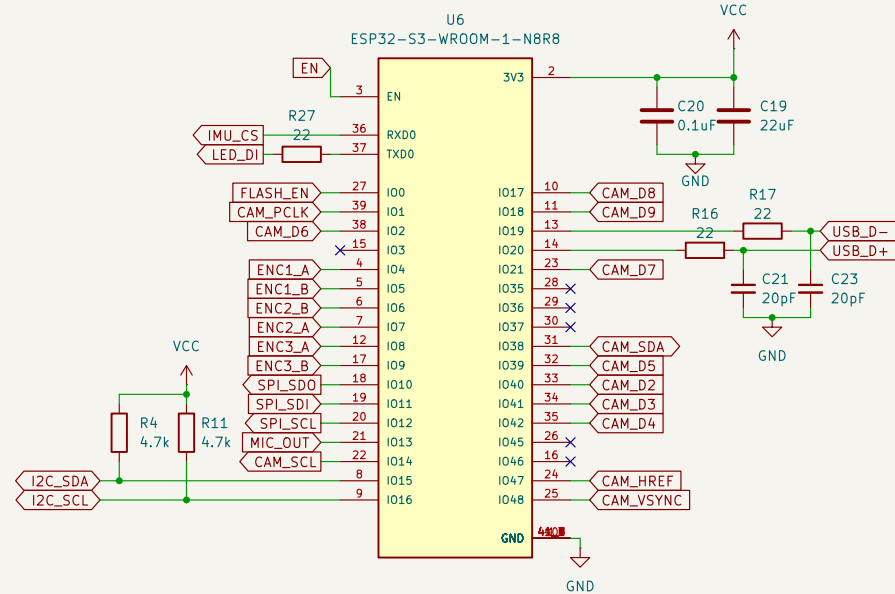 U6
ESP32-S3-WROOM-1-N8R8
VCC
EN
3
EN
3V3
2
C20
0.1uF
C19
22uF
GND
R27
22
IMU_CS
36
RXD0
LED_DI
37
TXD0
FLASH_EN
27
IO0
CAM_PCLK
39
IO1
CAM_D6
38
IO2
15
IO3
ENC1_A
4
IO4
ENC1_B
5
IO5
ENC2_B
6
IO6
ENC2_A
7
IO7
ENC3_A
12
IO8
ENC3_B
17
IO9
SPI_SDO
18
IO10
SPI_SDI
19
IO11
SPI_SCL
20
IO12
MIC_OUT
21
IO13
CAM_SCL
22
IO14
I2C_SDA
8
IO15
I2C_SCL
9
IO16
VCC
R4
4.7k
R11
4.7k
IO17
10
CAM_D8
IO18
11
CAM_D9
IO19
13
R17
22
USB_D-
IO20
14
R16
22
USB_D+
IO21
23
CAM_D7
IO35
28
IO36
29
IO37
30
IO38
31
CAM_SDA
IO39
32
CAM_D5
IO40
33
CAM_D2
IO41
34
CAM_D3
IO42
35
CAM_D4
IO45
26
IO46
16
IO47
24
CAM_HREF
IO48
25
CAM_VSYNC
C21
20pF
C23
20pF
GND
GND
GND